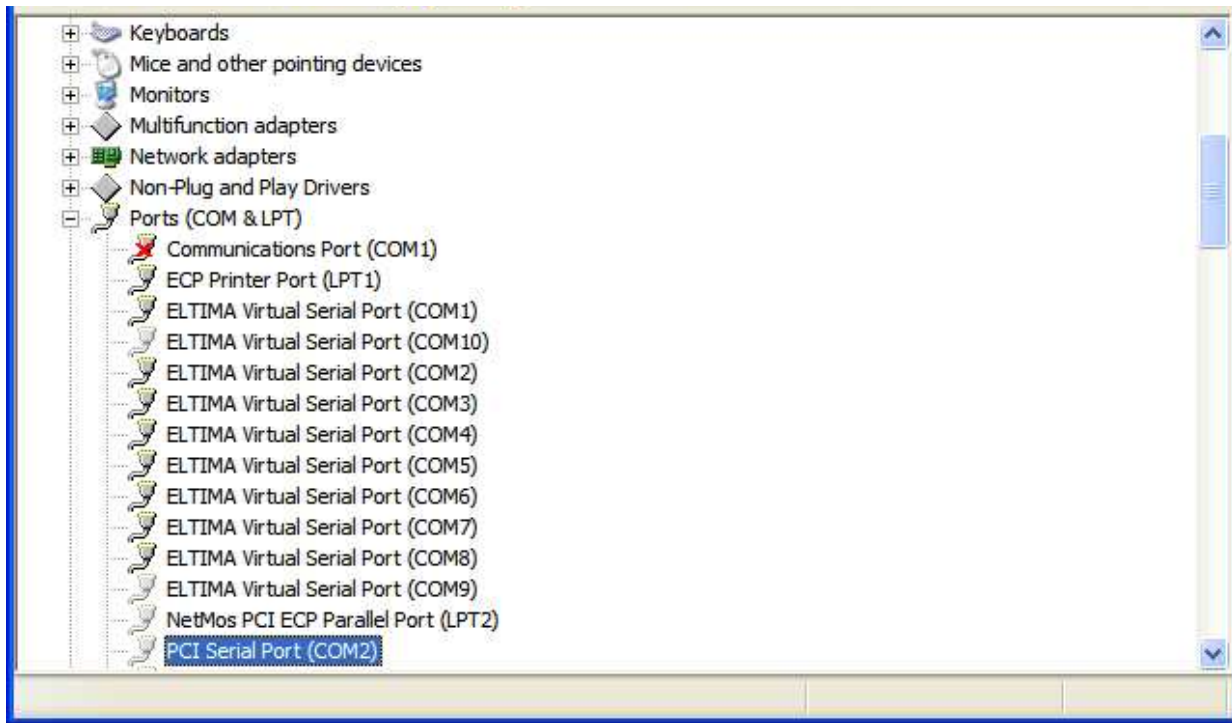 Keyboards
Mice and other pointing devices
Monitors
Multifunction adapters
Network adapters
Non-Plug and Play Drivers
Ports (COM & LPT)
Communications Port (COM1)
ECP Printer Port (LPT1)
ELTIMA Virtual Serial Port (COM1)
ELTIMA Virtual Serial Port (COM10)
ELTIMA Virtual Serial Port (COM2)
ELTIMA Virtual Serial Port (COM3)
ELTIMA Virtual Serial Port (COM4)
ELTIMA Virtual Serial Port (COM5)
ELTIMA Virtual Serial Port (COM6)
ELTIMA Virtual Serial Port (COM7)
ELTIMA Virtual Serial Port (COM8)
ELTIMA Virtual Serial Port (COM9)
NetMos PCI ECP Parallel Port (LPT2)
PCI Serial Port (COM2)